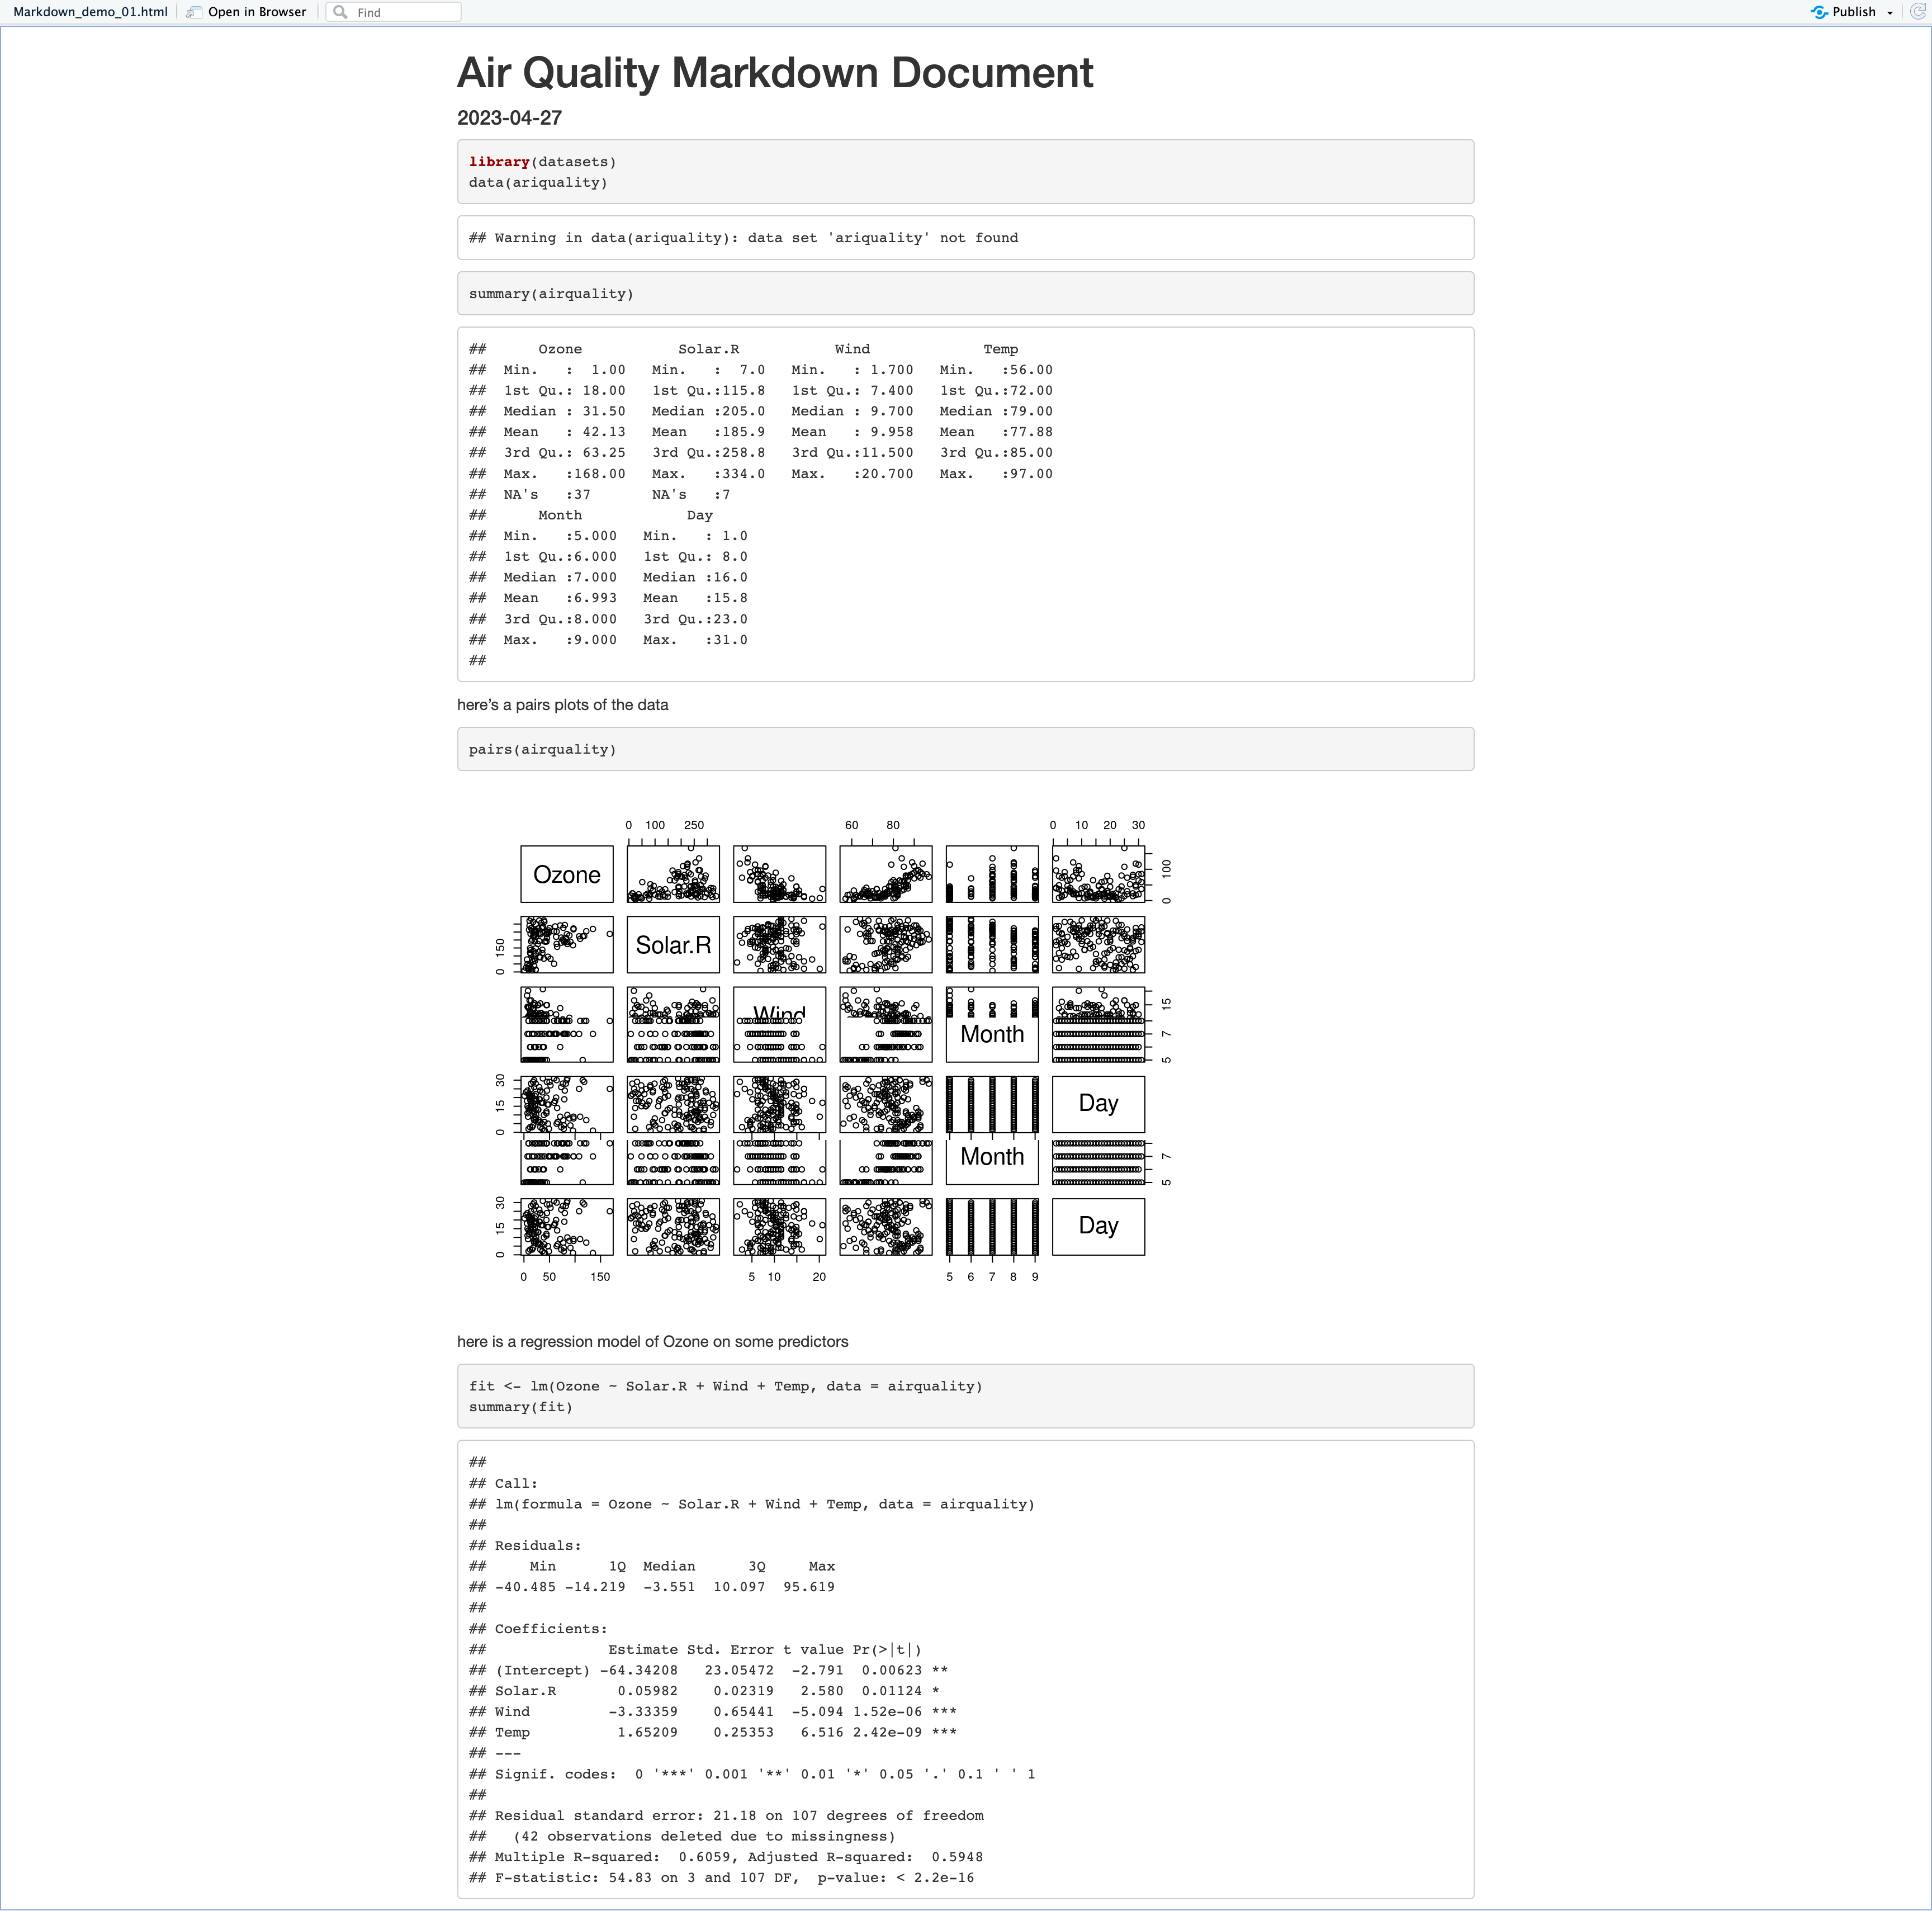 Markdown_demo_01.html Open in Browser Find Publish
Air Quality Markdown Document
2023-04-27
library(datasets)
data(ariquality)
## Warning in data(ariquality): data set 'ariquality' not found
summary(airquality)
##      Ozone           Solar.R           Wind             Temp
##  Min.   :  1.00   Min.   :  7.0   Min.   : 1.700   Min.   :56.00
##  1st Qu.: 18.00   1st Qu.:115.8   1st Qu.: 7.400   1st Qu.:72.00
##  Median : 31.50   Median :205.0   Median : 9.700   Median :79.00
##  Mean   : 42.13   Mean   :185.9   Mean   : 9.958   Mean   :77.88
##  3rd Qu.: 63.25   3rd Qu.:258.8   3rd Qu.:11.500   3rd Qu.:85.00
##  Max.   :168.00   Max.   :334.0   Max.   :20.700   Max.   :97.00
##  NA's   :37       NA's   :7
##      Month            Day
##  Min.   :5.000   Min.   : 1.0
##  1st Qu.:6.000   1st Qu.: 8.0
##  Median :7.000   Median :16.0
##  Mean   :6.993   Mean   :15.8
##  3rd Qu.:8.000   3rd Qu.:23.0
##  Max.   :9.000   Max.   :31.0
##
here's a pairs plots of the data
pairs(airquality)
0 100 250 60 80 0 10 20 30
Ozone 0 100
0 150 Solar.R
Wind 15
Month 5 7
0 15 30 Day
Month 5 7
0 15 30 Day
0 50 150 5 10 20 5 6 7 8 9
here is a regression model of Ozone on some predictors
fit <- lm(Ozone ~ Solar.R + Wind + Temp, data = airquality)
summary(fit)
##
## Call:
## lm(formula = Ozone ~ Solar.R + Wind + Temp, data = airquality)
##
## Residuals:
##     Min      1Q  Median      3Q     Max
## -40.485 -14.219  -3.551  10.097  95.619
##
## Coefficients:
##              Estimate Std. Error t value Pr(>|t|)
## (Intercept) -64.34208   23.05472  -2.791  0.00623 **
## Solar.R       0.05982    0.02319   2.580  0.01124 *
## Wind         -3.33359    0.65441  -5.094 1.52e-06 ***
## Temp          1.65209    0.25353   6.516 2.42e-09 ***
## ---
## Signif. codes:  0 '***' 0.001 '**' 0.01 '*' 0.05 '.' 0.1 ' ' 1
##
## Residual standard error: 21.18 on 107 degrees of freedom
##   (42 observations deleted due to missingness)
## Multiple R-squared:  0.6059, Adjusted R-squared:  0.5948
## F-statistic: 54.83 on 3 and 107 DF,  p-value: < 2.2e-16